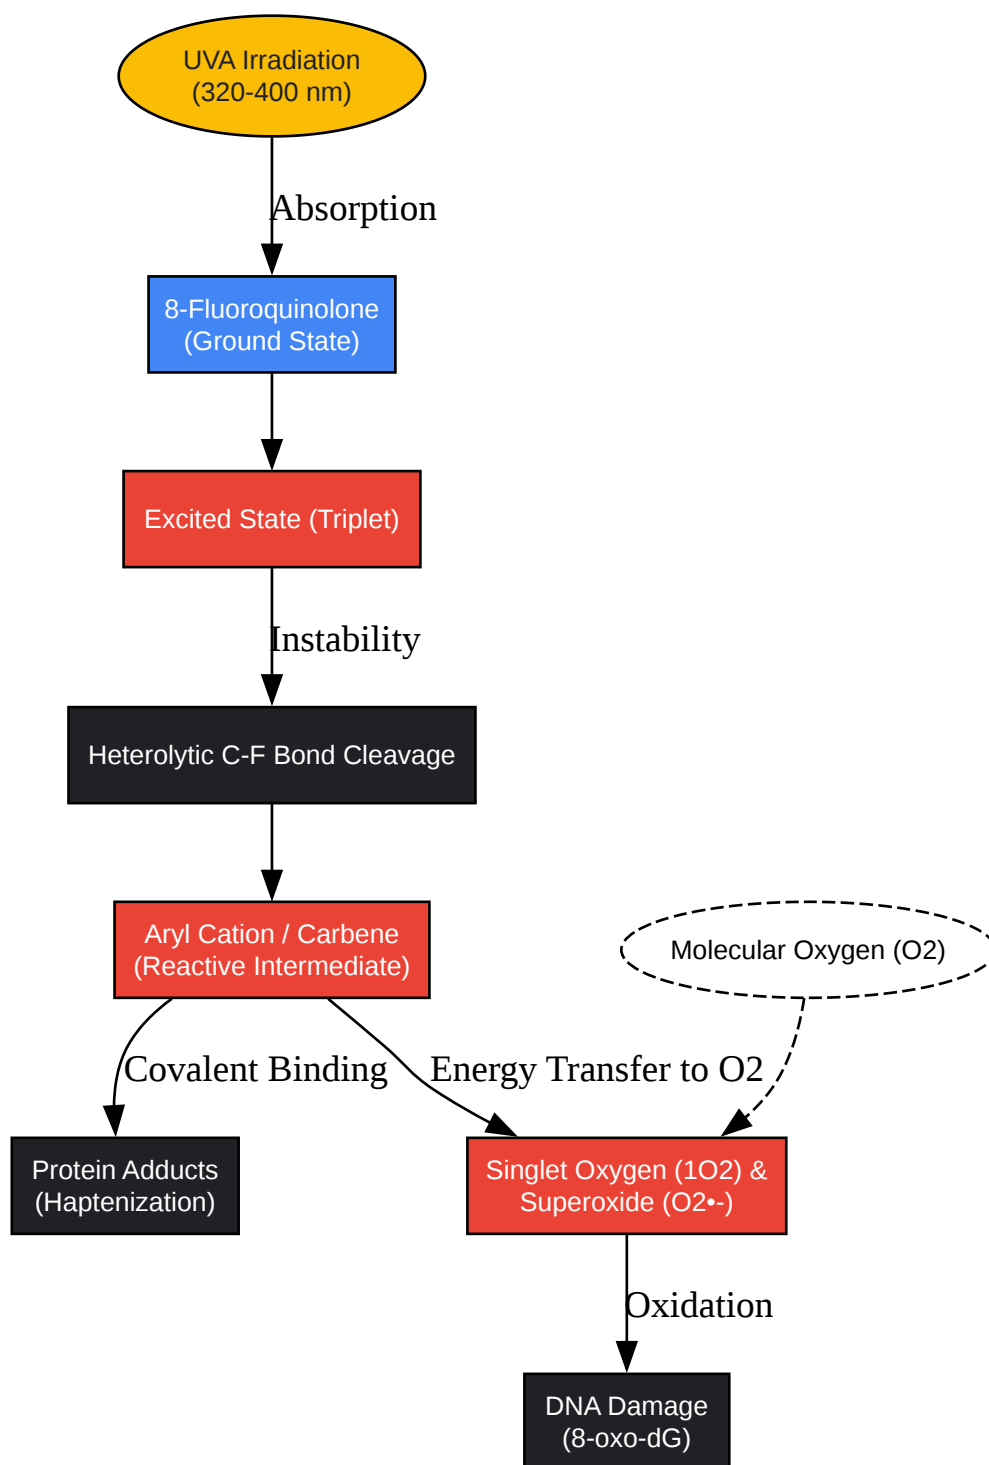 UVA Irradiation
(320-400 nm)
Absorption
8-Fluoroquinolone
(Ground State)
Excited State (Triplet)
Instability
Heterolytic C-F Bond Cleavage
Aryl Cation / Carbene
(Reactive Intermediate)
Molecular Oxygen (O2)
Covalent Binding
Energy Transfer to O2
Protein Adducts
(Haptenization)
Singlet Oxygen (1O2) &
Superoxide (O2•-)
Oxidation
DNA Damage
(8-oxo-dG)